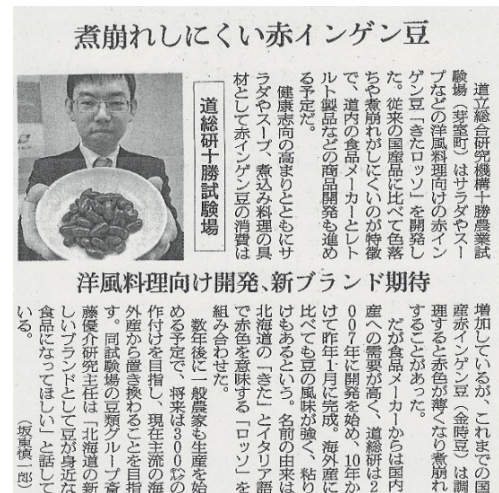 煮崩れしにくい赤インゲン豆
道立総合研究機構十勝農業試
験場（芽室町）はサラダやスー
プなどの洋風料理向けの赤イン
ゲン豆「きたロッソ」を開発し
た。従来の国産品に比べて色落
ちや煮崩れがしにくいのが特徴
で、道内の食品メーカーとレト
ルト製品などの商品開発も進め
る予定だ。
健康志向の高まりとともにサ
ラダやスープ、煮込み料理の具
材として赤インゲン豆の消費は
道総研十勝試験場
洋風料理向け開発、新ブランド期待
増加しているが、これまでの国
産赤インゲン豆（金時豆）は調
理すると赤色が薄くなり煮崩れ
することがあった。
だが食品メーカーからは国内
産への需要が高く、道総研は2
007年に開発を始め、10年か
けて昨年1月に完成。海外産に
比べても豆の風味が強く、粘り
けもあるという。名前の由来は
北海道の「きた」とイタリア語
で赤色を意味する「ロッソ」を
組み合わせた。
数年後に一般農家も生産を始
める予定で、将来は300㌶の
作付けを目指し、現在主流の海
外産から置き換わることを目指
す。同試験場の豆類グループ斎
藤優介研究主任は「北海道の新
しいブランドとして豆が身近な
食品になってほしい」と話して
いる。
（坂東慎一郎）